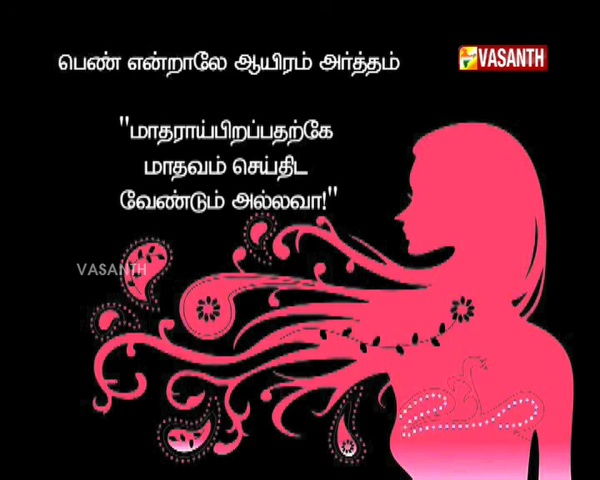 பெண் என்றாலே ஆயிரம் அர்த்தம்
VASANTH
"மாதராய்பிறப்பதற்கே
மாதவம் செய்திட
வேண்டும் அல்லவா!"
VASANTH